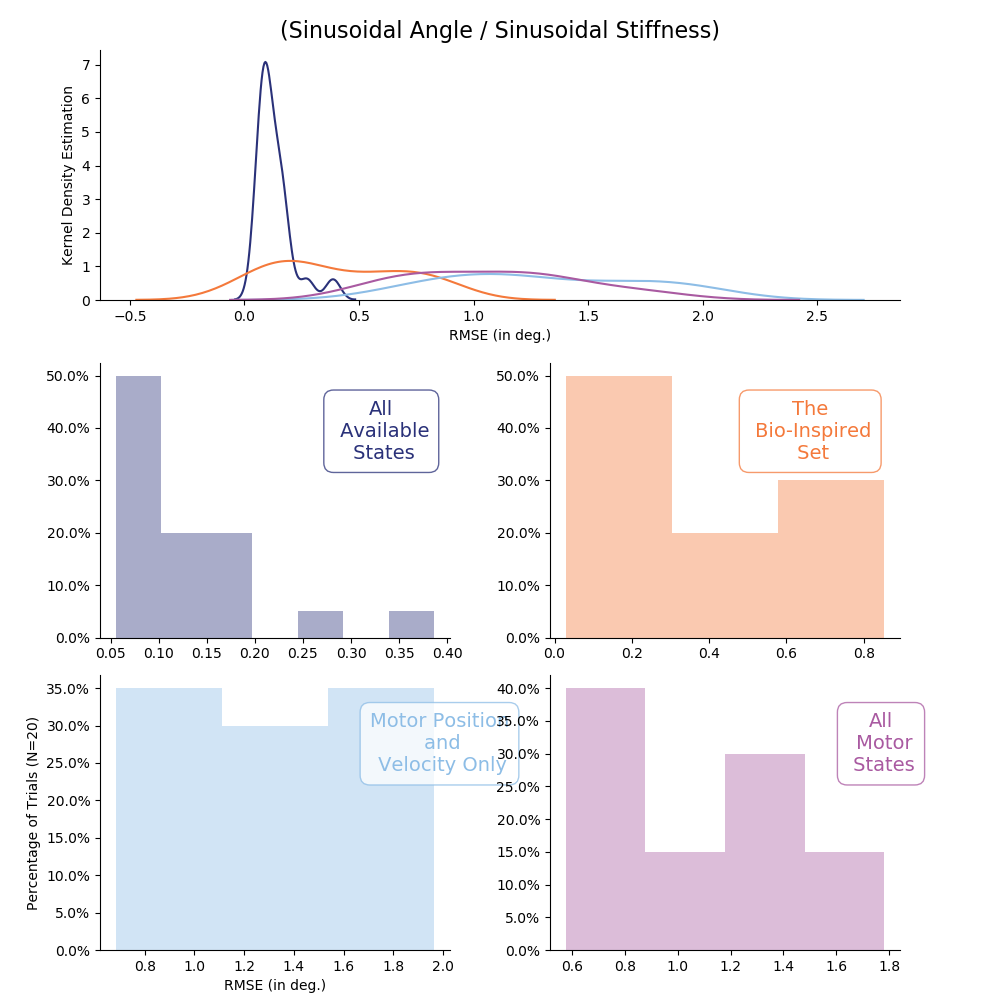 (Sinusoidal Angle / Sinusoidal Stiffness)
Kernel Density Estimation
7
6
5
4
3
2
1
0
−0.5 0.0 0.5 1.0 1.5 2.0 2.5
RMSE (in deg.)
50.0%
40.0%
30.0%
20.0%
10.0%
0.0%
0.05 0.10 0.15 0.20 0.25 0.30 0.35 0.40
All
Available
States
50.0%
40.0%
30.0%
20.0%
10.0%
0.0%
0.0 0.2 0.4 0.6 0.8
The
Bio-Inspired
Set
Percentage of Trials (N=20)
35.0%
30.0%
25.0%
20.0%
15.0%
10.0%
5.0%
0.0%
0.8 1.0 1.2 1.4 1.6 1.8 2.0
RMSE (in deg.)
Motor Position
and
Velocity Only
40.0%
35.0%
30.0%
25.0%
20.0%
15.0%
10.0%
5.0%
0.0%
0.6 0.8 1.0 1.2 1.4 1.6 1.8
All
Motor
States